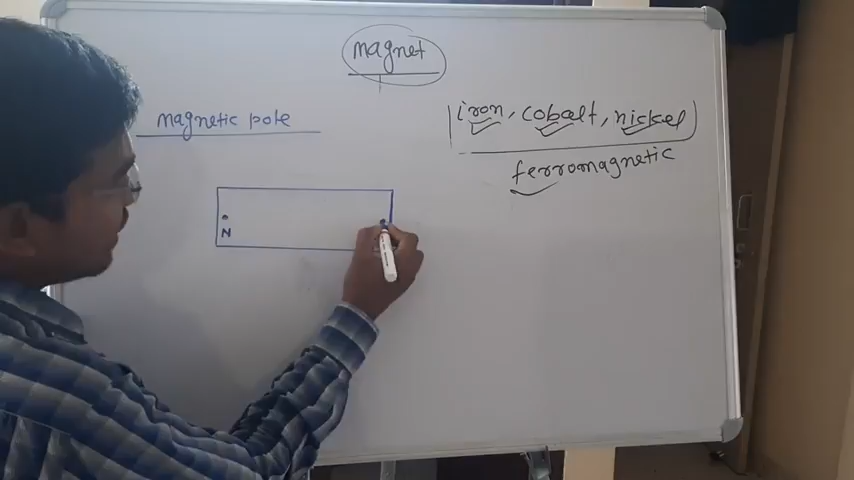 magnet
magnetic pole
iron, cobalt, nickel
ferromagnetic
N